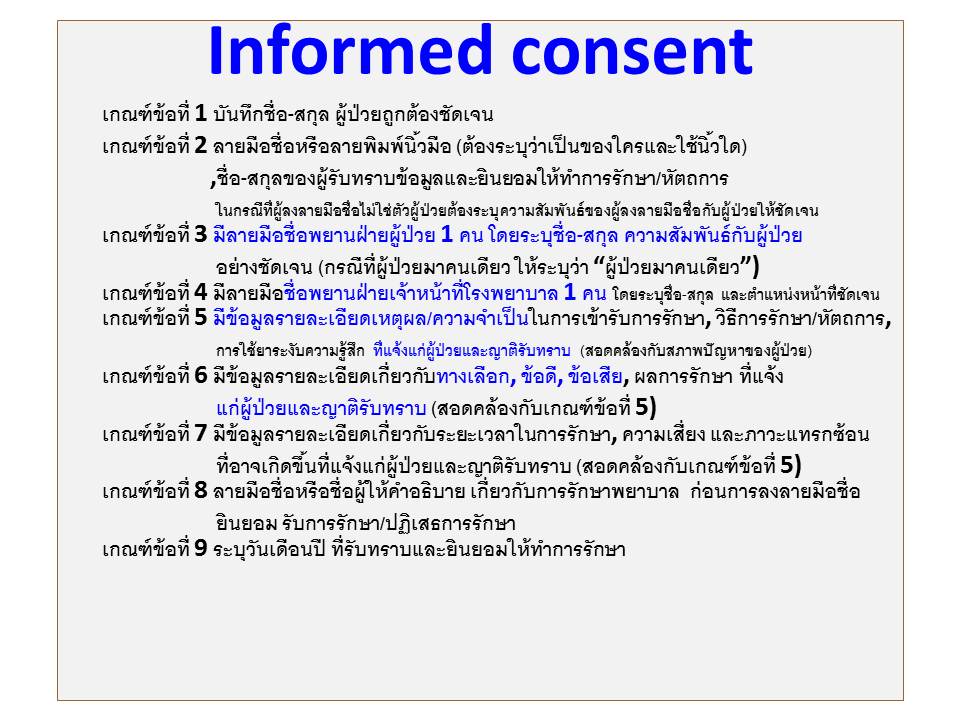 Informed consent
เกณฑ์ข้อที่ 1 บันทึกชื่อ-สกุล ผู้ป่วยถูกต้องชัดเจน
เกณฑ์ข้อที่ 2 ลายมือชื่อหรือลายพิมพ์นิ้วมือ (ต้องระบุว่าเป็นของใครและใช้นิ้วใด)
,ชื่อ-สกุลของผู้รับทราบข้อมูลและยินยอมให้ทำการรักษา/หัตถการ
ในกรณีที่ผู้ลงลายมือชื่อไม่ใช่ตัวผู้ป่วยต้องระบุความสัมพันธ์ของผู้ลงลายมือชื่อกับผู้ป่วยให้ชัดเจน
เกณฑ์ข้อที่ 3 มีลายมือชื่อพยานฝ่ายผู้ป่วย 1 คน โดยระบุชื่อ-สกุล ความสัมพันธ์กับผู้ป่วย
อย่างชัดเจน (กรณีที่ผู้ป่วยมาคนเดียว ให้ระบุว่า “ผู้ป่วยมาคนเดียว”)
เกณฑ์ข้อที่ 4 มีลายมือชื่อพยานฝ่ายเจ้าหน้าที่โรงพยาบาล 1 คน โดยระบุชื่อ-สกุล และตำแหน่งหน้าที่ชัดเจน
เกณฑ์ข้อที่ 5 มีข้อมูลรายละเอียดเหตุผล/ความจำเป็นในการเข้ารับการรักษา, วิธีการรักษา/หัตถการ,
การใช้ยาระงับความรู้สึก ที่แจ้งแก่ผู้ป่วยและญาติรับทราบ (สอดคล้องกับสภาพปัญหาของผู้ป่วย)
เกณฑ์ข้อที่ 6 มีข้อมูลรายละเอียดเกี่ยวกับทางเลือก, ข้อดี, ข้อเสีย, ผลการรักษา ที่แจ้ง
แก่ผู้ป่วยและญาติรับทราบ (สอดคล้องกับเกณฑ์ข้อที่ 5)
เกณฑ์ข้อที่ 7 มีข้อมูลรายละเอียดเกี่ยวกับระยะเวลาในการรักษา, ความเสี่ยง และภาวะแทรกซ้อน
ที่อาจเกิดขึ้นที่แจ้งแก่ผู้ป่วยและญาติรับทราบ (สอดคล้องกับเกณฑ์ข้อที่ 5)
เกณฑ์ข้อที่ 8 ลายมือชื่อหรือชื่อผู้ให้คำอธิบาย เกี่ยวกับการรักษาพยาบาล ก่อนการลงลายมือชื่อ
ยินยอม รับการรักษา/ปฏิเสธการรักษา
เกณฑ์ข้อที่ 9 ระบุวันเดือนปี ที่รับทราบและยินยอมให้ทำการรักษา